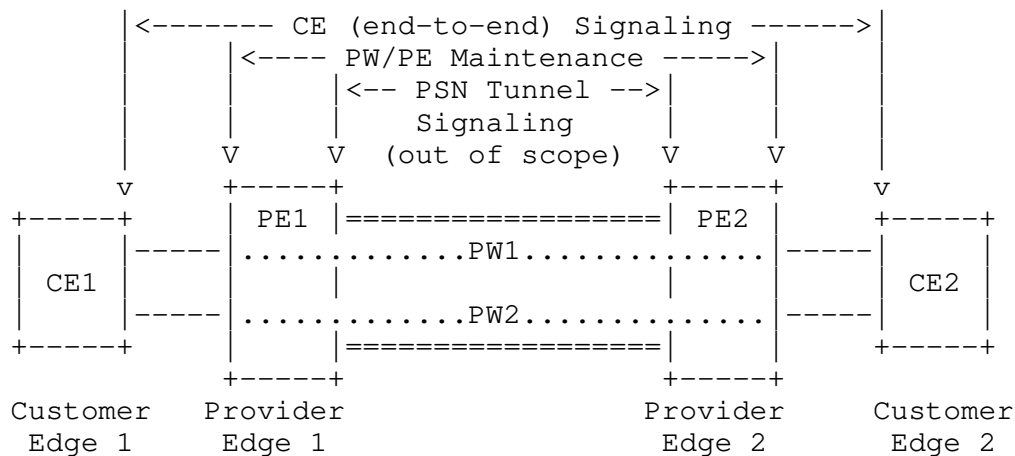 |<------- CE (end-to-end) Signaling ------>|
|<---- PW/PE Maintenance ----->|
|<-- PSN Tunnel -->|
Signaling
V V (out of scope) V V
v +-----+ +-----+ v
+-----+ | PE1 |==================| PE2 | +-----+
| |-----|.............PW1..............|-----| |
| CE1 | | | | | | CE2 |
| |-----|.............PW2..............|-----| |
+-----+ | |==================| | +-----+
+-----+ +-----+
Customer Provider Provider Customer
Edge 1 Edge 1 Edge 2 Edge 2